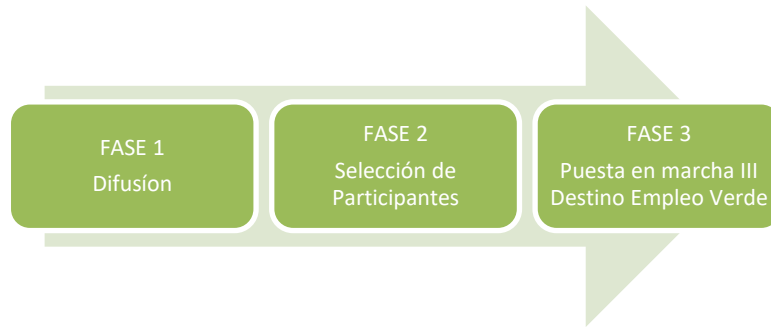 FASE 1
Difusíon
FASE 2
Selección de
Participantes
FASE 3
Puesta en marcha III
Destino Empleo Verde